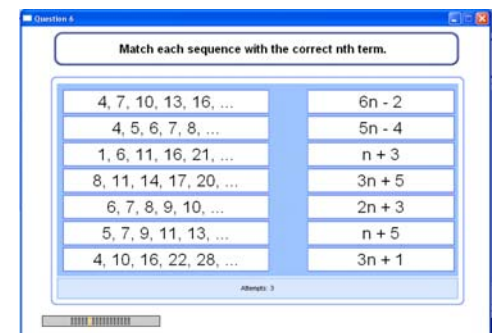 Question 6
Match each sequence with the correct nth term.
4, 7, 10, 13, 16, ... 6n - 2
4, 5, 6, 7, 8, ... 5n - 4
1, 6, 11, 16, 21, ... n + 3
8, 11, 14, 17, 20, ... 3n + 5
6, 7, 8, 9, 10, ... 2n + 3
5, 7, 9, 11, 13, ... n + 5
4, 10, 16, 22, 28, ... 3n + 1
Attempts: 3